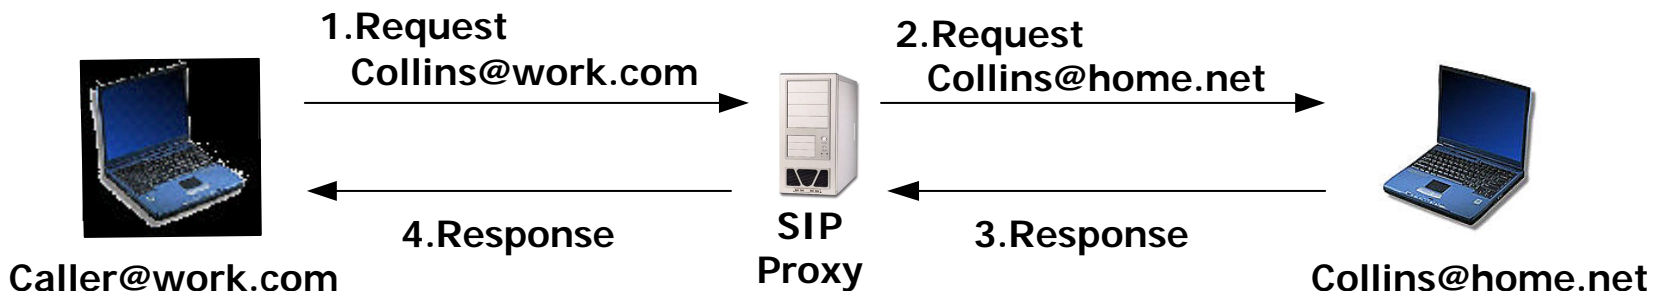 1.Request
Collins@work.com
2.Request
Collins@home.net
4.Response
SIP
Proxy
3.Response
Caller@work.com
Collins@home.net